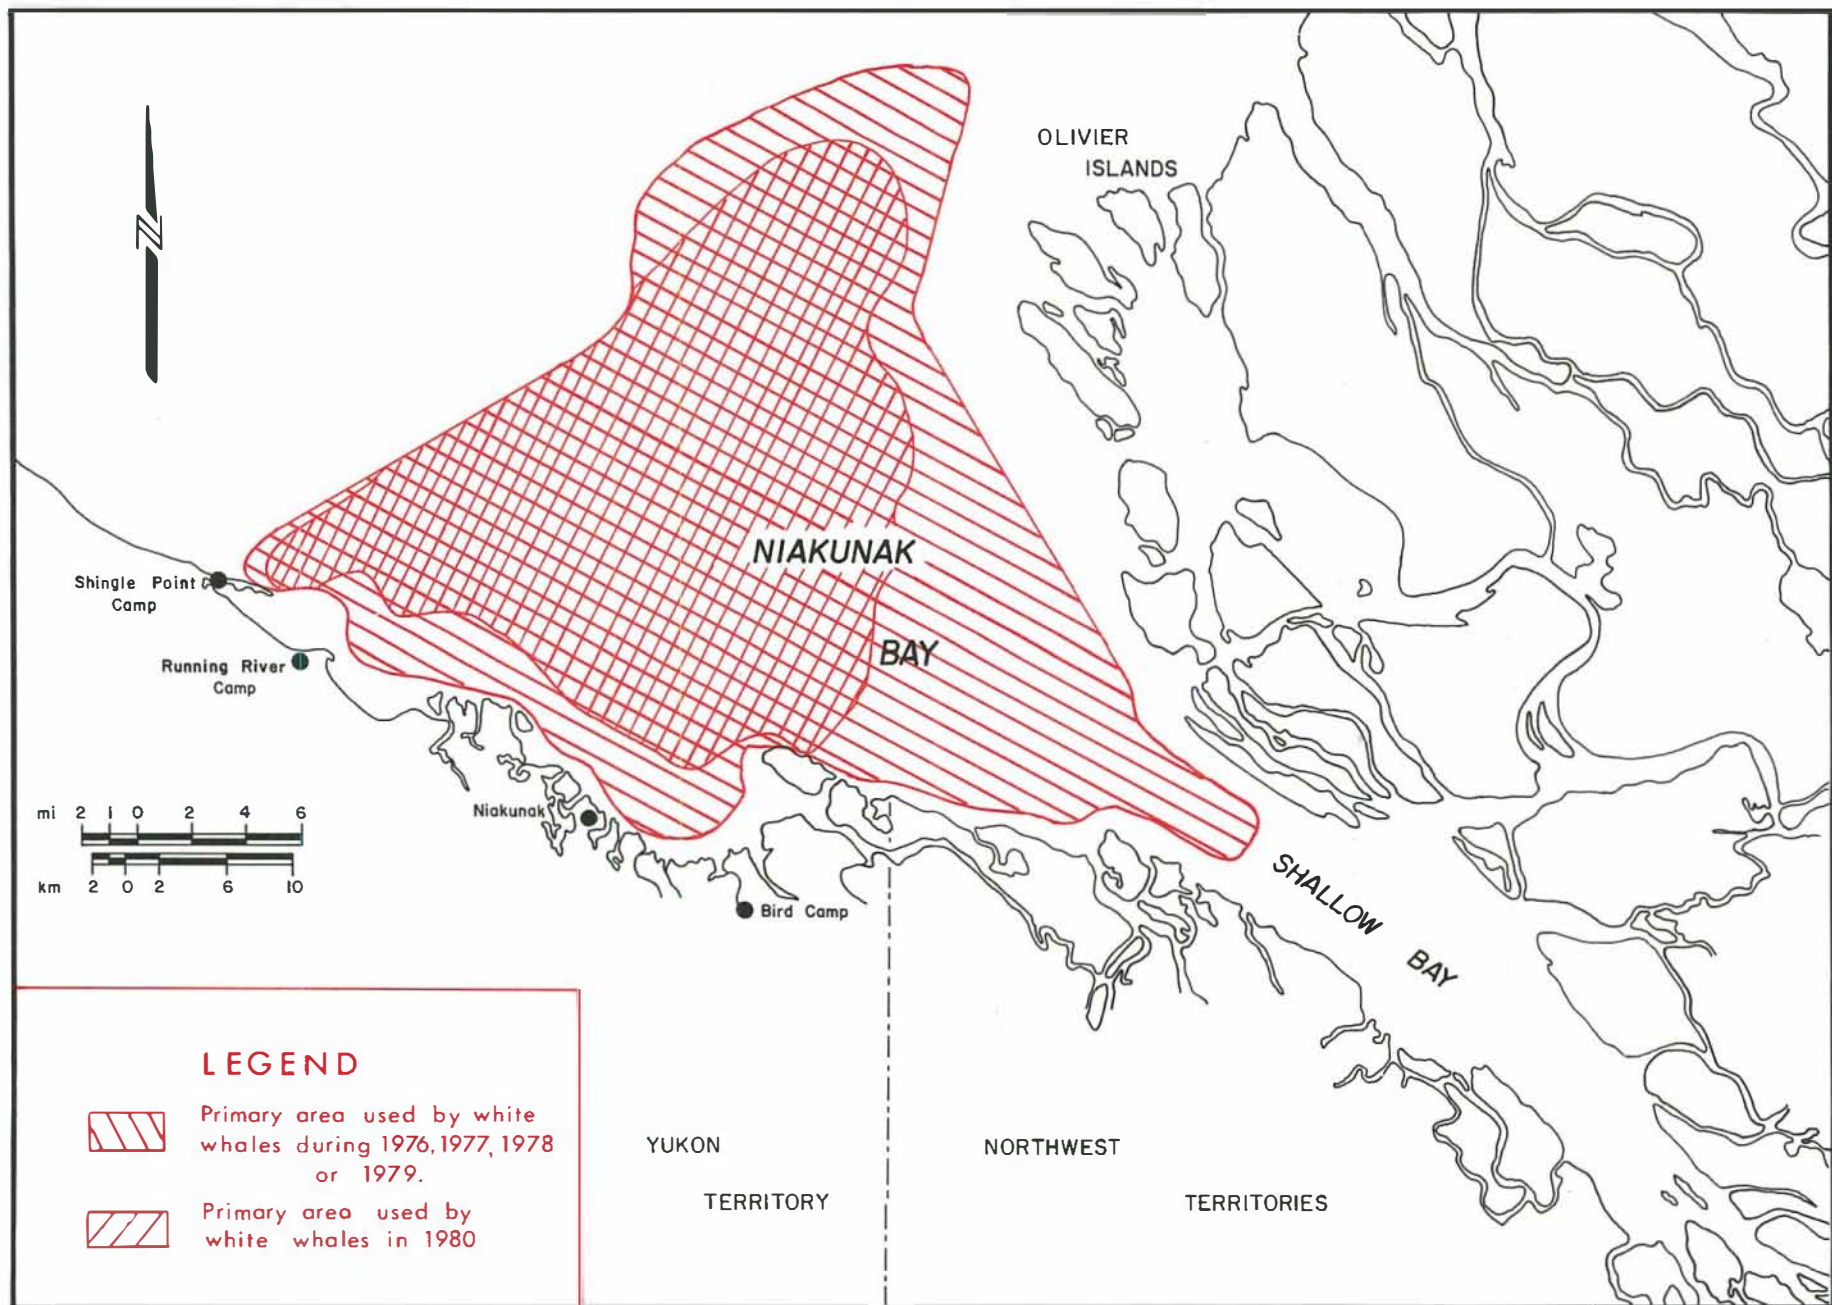 OLIVIER
ISLANDS
N
NIAKUNAK
BAY
Shingle Point
Camp
Running River
Camp
Niakunak
Bird Camp
mi 2 1 0 2 4 6
km 2 0 2 6 10
SHALLOW
BAY
LEGEND
Primary area used by white
whales during 1976, 1977, 1978
or 1979.
Primary area used by
white whales in 1980
YUKON
TERRITORY
NORTHWEST
TERRITORIES